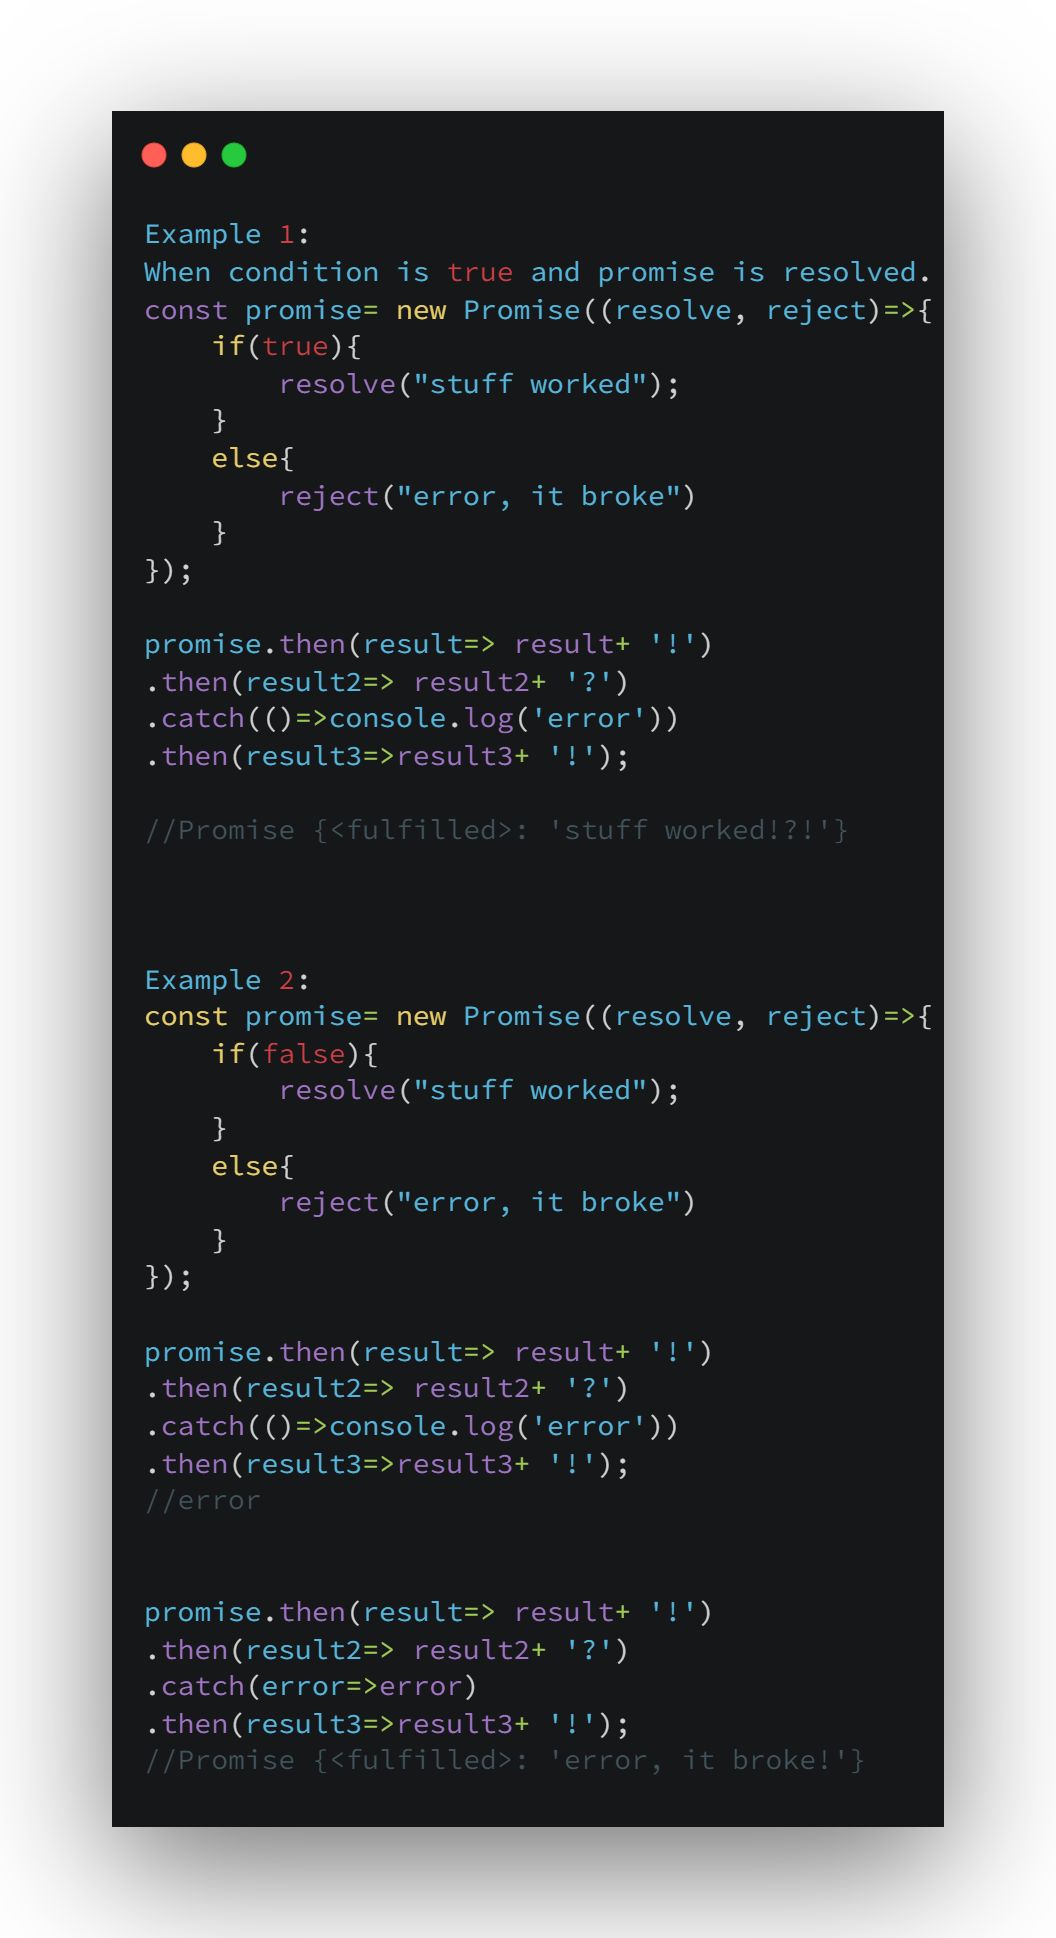 Example 1:
When condition is true and promise is resolved.
const promise= new Promise((resolve, reject)=>{
    if(true){
        resolve("stuff worked");
    }
    else{
        reject("error, it broke")
    }
});

promise.then(result=> result+ '!')
.then(result2=> result2+ '?')
.catch(()=>console.log('error'))
.then(result3=>result3+ '!');

//Promise {<fulfilled>: 'stuff worked!?!'}

Example 2:
const promise= new Promise((resolve, reject)=>{
    if(false){
        resolve("stuff worked");
    }
    else{
        reject("error, it broke")
    }
});

promise.then(result=> result+ '!')
.then(result2=> result2+ '?')
.catch(()=>console.log('error'))
.then(result3=>result3+ '!');
//error

promise.then(result=> result+ '!')
.then(result2=> result2+ '?')
.catch(error=>error)
.then(result3=>result3+ '!');
//Promise {<fulfilled>: 'error, it broke!'}